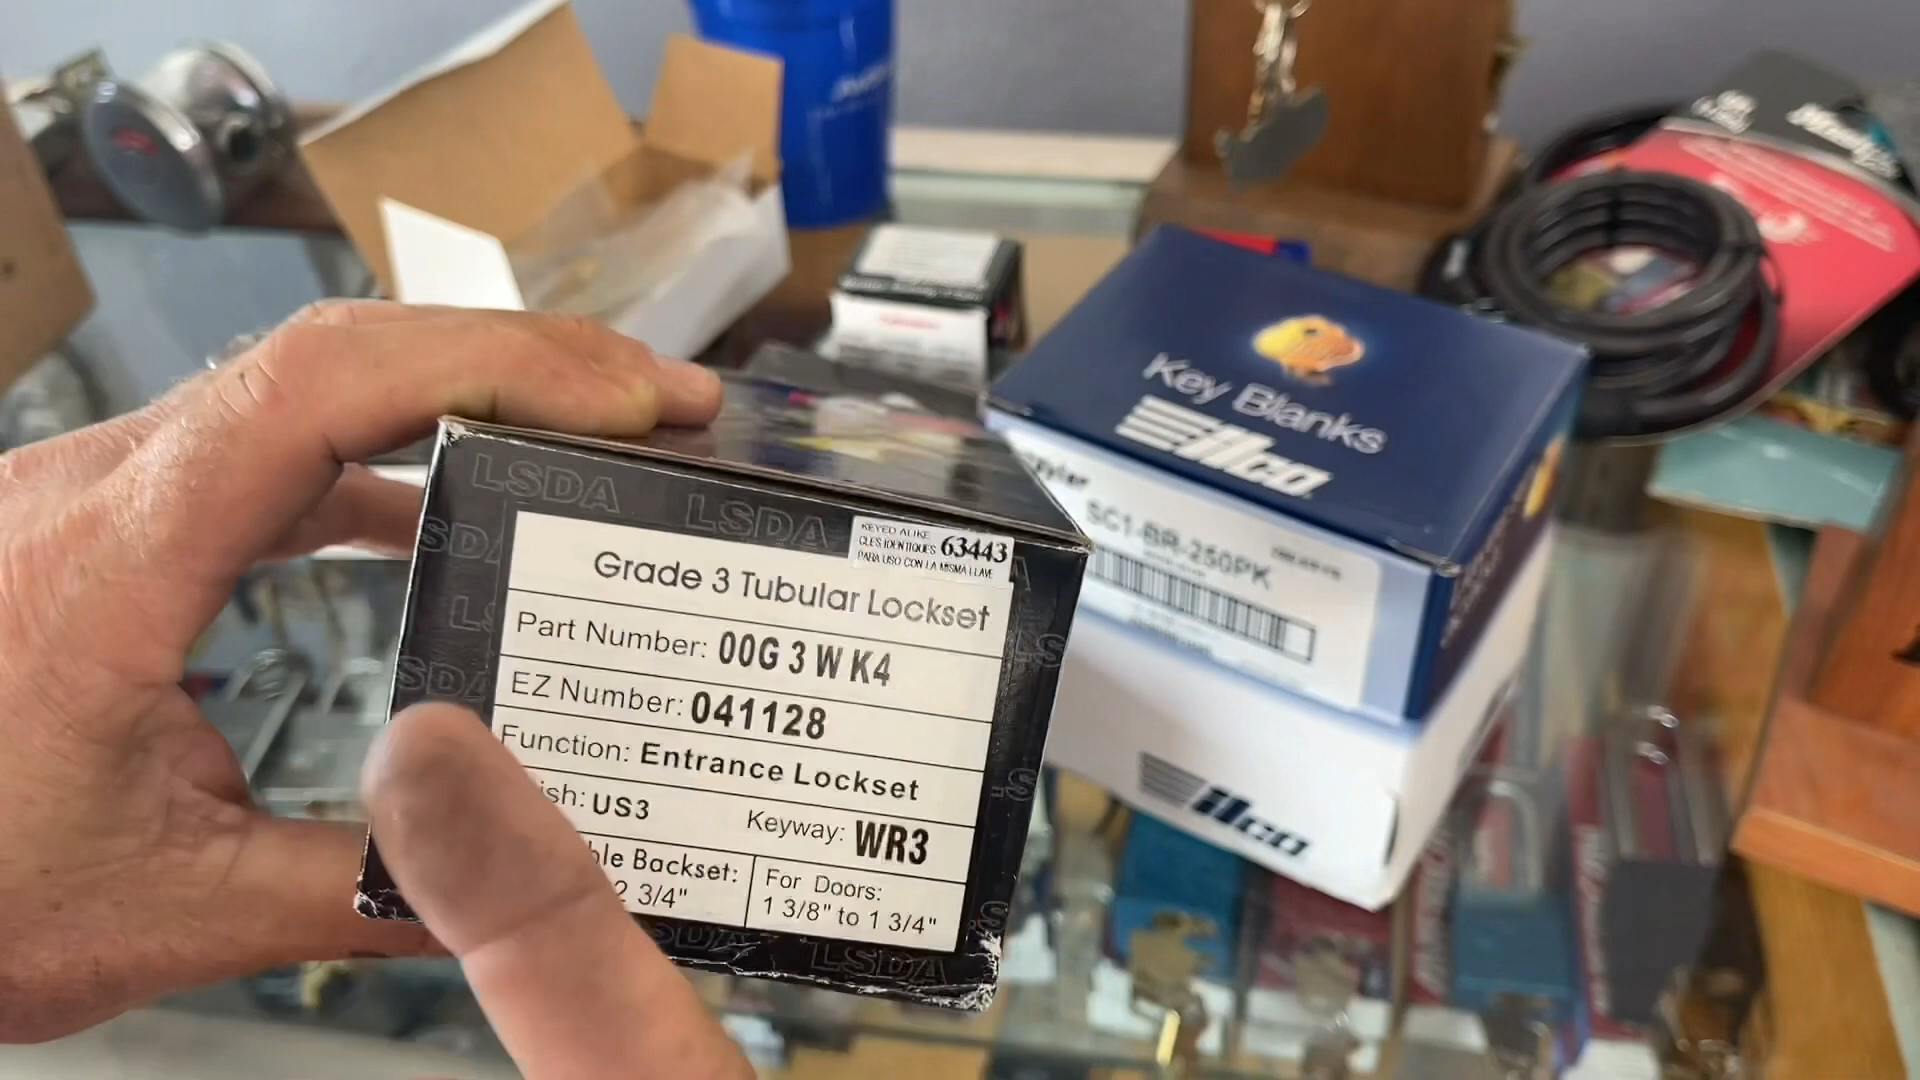 LSDA LSDA
KEYED ALIKE
CLES IDENTIQUES 63443
PARA USO CON LA MISMA LLAVE
Grade 3 Tubular Lockset
Part Number: 00G 3 W K4
EZ Number: 041128
Function: Entrance Lockset
ish: US3 Keyway: WR3
ble Backset:
2 3/4"
For Doors:
1 3/8" to 1 3/4"
LSDA
Key Blanks
ilco
SC1-BR-250PK
ilco